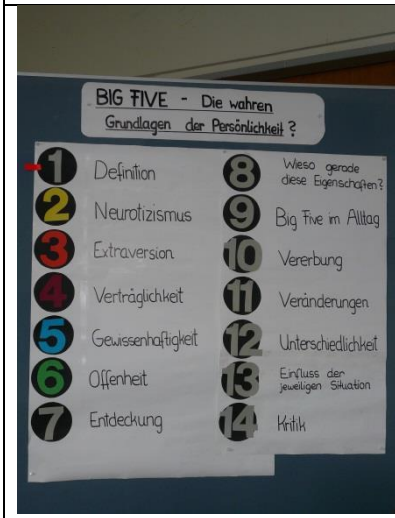 BIG FIVE - Die wahren
Grundlagen der Persönlichkeit?
1 Definition
2 Neurotizismus
3 Extraversion
4 Verträglichkeit
5 Gewissenhaftigkeit
6 Offenheit
7 Entdeckung
8 Wieso gerade
diese Eigenschaften?
9 Big Five im Alltag
10 Vererbung
11 Veränderungen
12 Unterschiedlichkeit
13 Einfluss der
jeweiligen Situation
14 Kritik